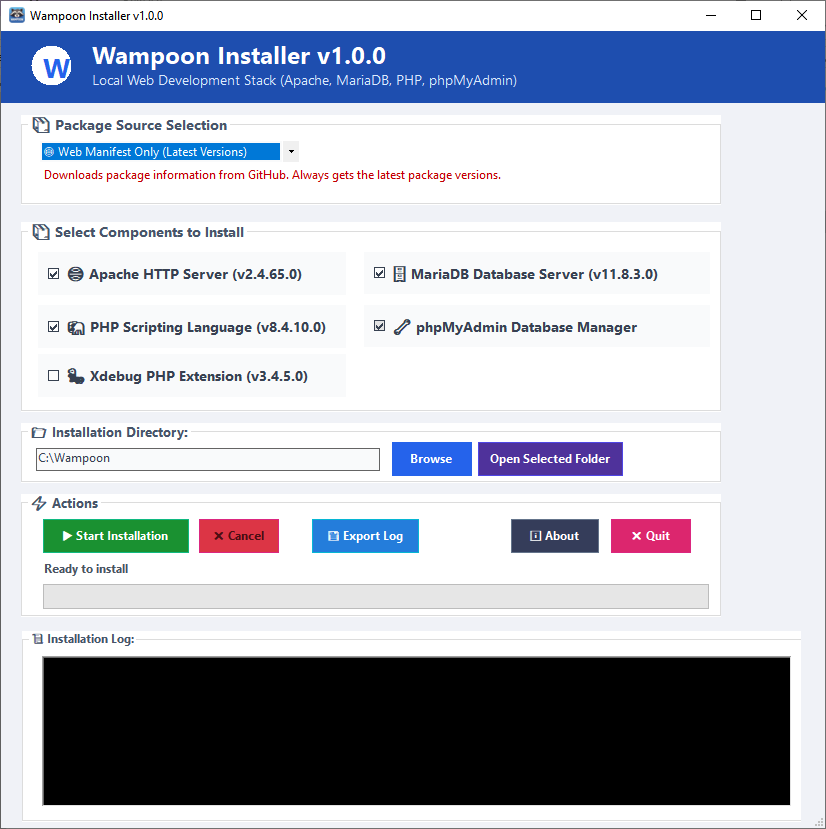 Wampoon Installer v1.0.0
W
Wampoon Installer v1.0.0
Local Web Development Stack (Apache, MariaDB, PHP, phpMyAdmin)
Package Source Selection
Web Manifest Only (Latest Versions)
Downloads package information from GitHub. Always gets the latest package versions.
Select Components to Install
Apache HTTP Server (v2.4.65.0)
MariaDB Database Server (v11.8.3.0)
PHP Scripting Language (v8.4.10.0)
phpMyAdmin Database Manager
Xdebug PHP Extension (v3.4.5.0)
Installation Directory:
C:\Wampoon
Browse
Open Selected Folder
Actions
Start Installation
Cancel
Export Log
About
Quit
Ready to install
Installation Log: